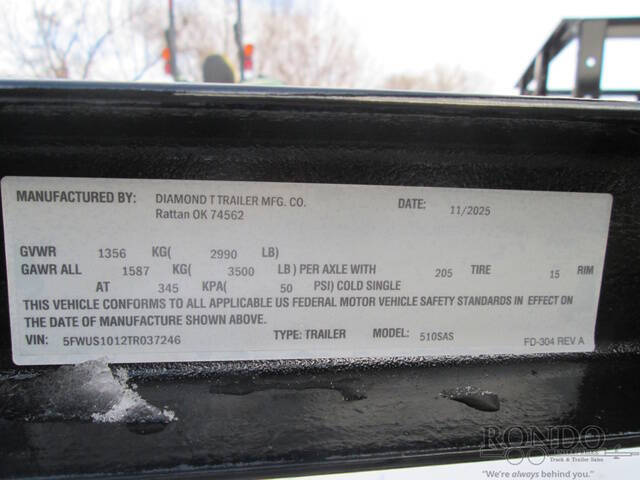 MANUFACTURED BY: DIAMOND T TRAILER MFG. CO. DATE: 11/2025
Rattan OK 74562
GVWR 1356 KG( 2990 LB)
GAWR ALL 1587 KG( 3500 LB) PER AXLE WITH 205 TIRE 15 RIM
AT 345 KPA( 50 PSI) COLD SINGLE
THIS VEHICLE CONFORMS TO ALL APPLICABLE US FEDERAL MOTOR VEHICLE SAFETY STANDARDS IN EFFECT ON
THE DATE OF MANUFACTURE SHOWN ABOVE.
VIN: 5FWUS1012TR037246 TYPE: TRAILER MODEL: 510SAS
FD-304 REV A
RONDO
Truck & Trailer Sales
"We're always behind you."